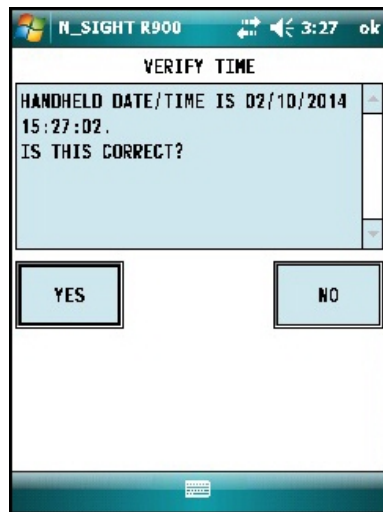 N_SIGHT R900 3:27 ok
VERIFY TIME
HANDHELD DATE/TIME IS 02/10/2014
15:27:02.
IS THIS CORRECT?
YES NO